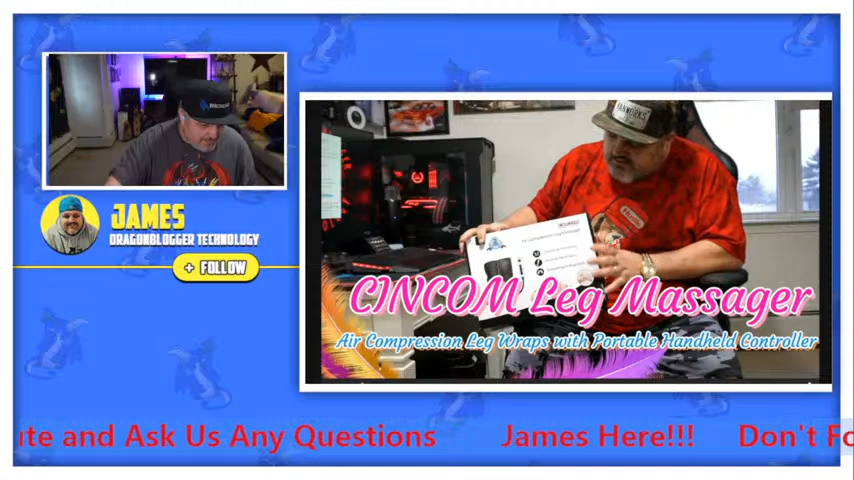 JAMES
DRAGONBLOGGER TECHNOLOGY
+ FOLLOW
CINCOM Leg Massager
Air Compression Leg Wraps with Portable Handheld Controller
ute and Ask Us Any Questions James Here!!! Don't Fo